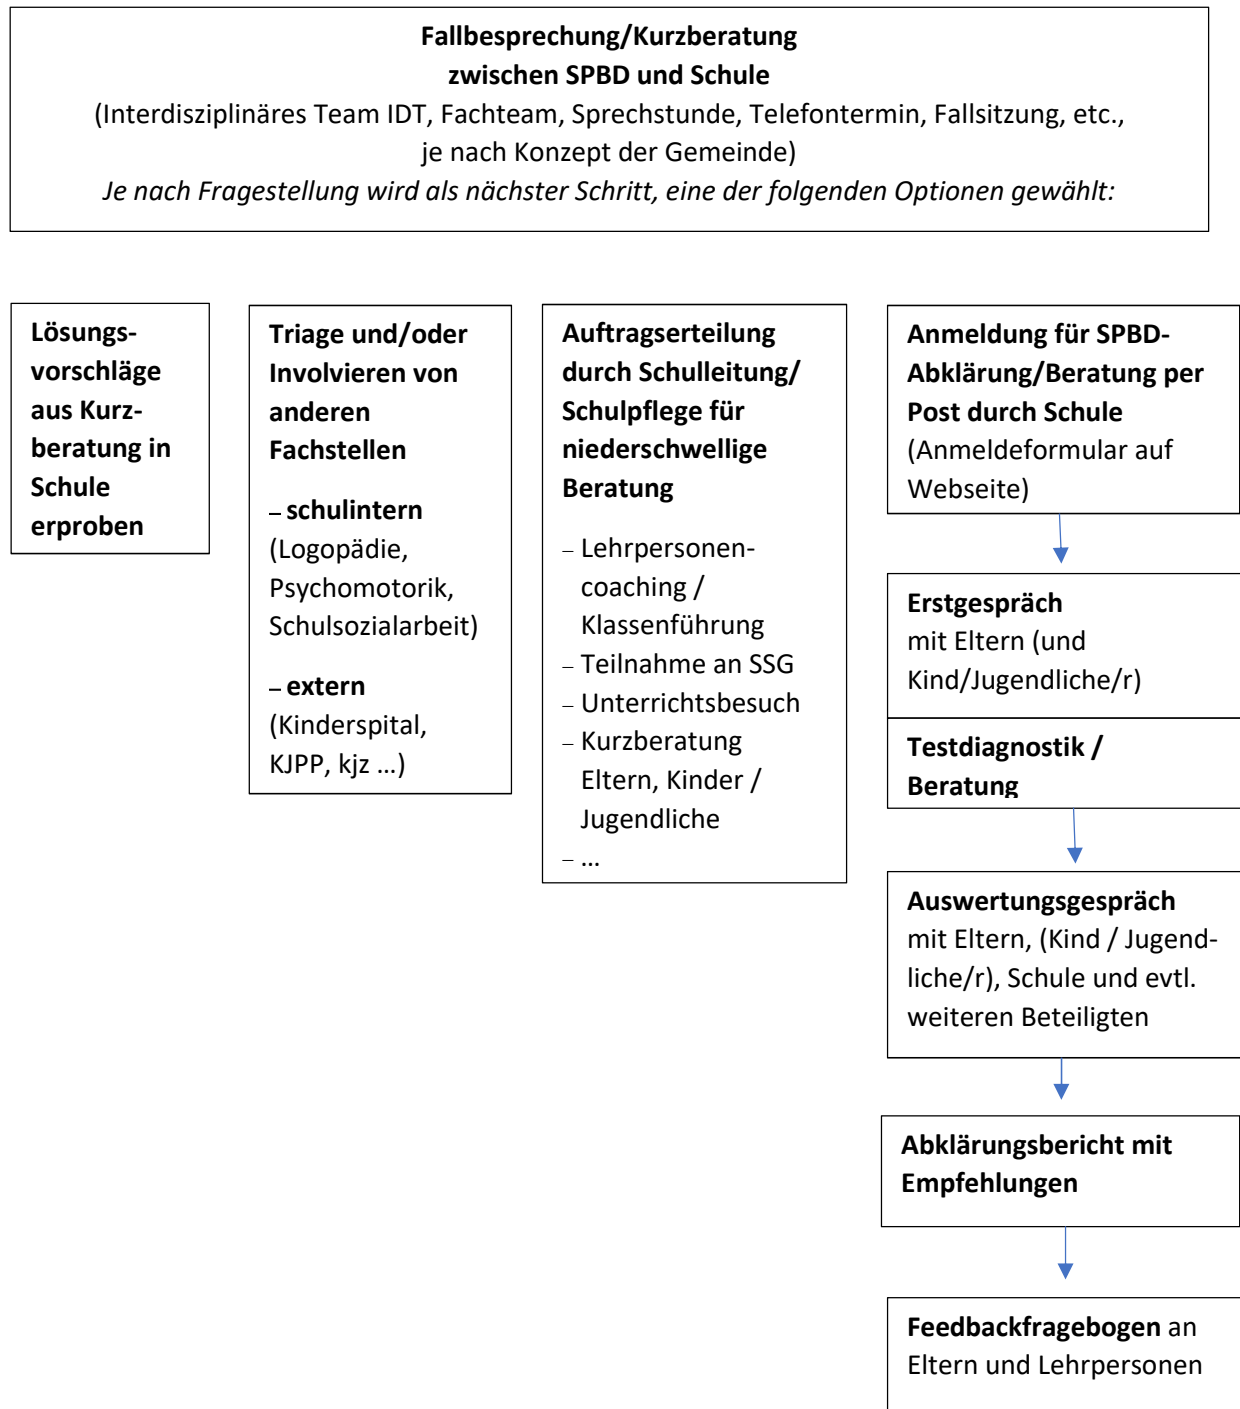 Fallbesprechung/Kurzberatung
zwischen SPBD und Schule
(Interdisziplinäres Team IDT, Fachteam, Sprechstunde, Telefontermin, Fallsitzung, etc.,
je nach Konzept der Gemeinde)
Je nach Fragestellung wird als nächster Schritt, eine der folgenden Optionen gewählt:
Lösungs-
vorschläge
aus Kurz-
beratung in
Schule
erproben
Triage und/oder
Involvieren von
anderen
Fachstellen
– schulintern
(Logopädie,
Psychomotorik,
Schulsozialarbeit)
– extern
(Kinderspital,
KJPP, kjz ...)
Auftragserteilung
durch Schulleitung/
Schulpflege für
niederschwellige
Beratung
– Lehrpersonen-
coaching /
Klassenführung
– Teilnahme an SSG
– Unterrichtsbesuch
– Kurzberatung
Eltern, Kinder /
Jugendliche
– ...
Anmeldung für SPBD-
Abklärung/Beratung per
Post durch Schule
(Anmeldeformular auf
Webseite)
Erstgespräch
mit Eltern (und
Kind/Jugendliche/r)
Testdiagnostik /
Beratung
Auswertungsgespräch
mit Eltern, (Kind / Jugend-
liche/r), Schule und evtl.
weiteren Beteiligten
Abklärungsbericht mit
Empfehlungen
Feedbackfragebogen an
Eltern und Lehrpersonen